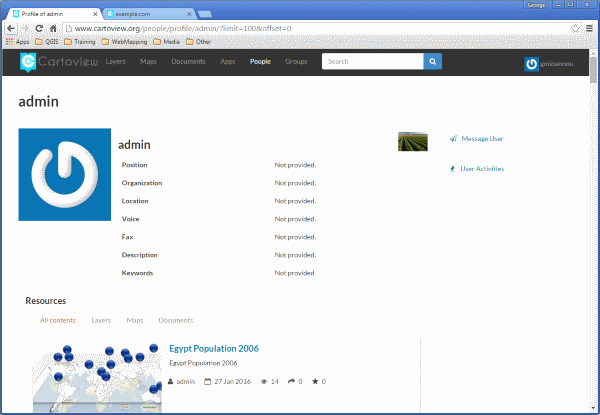 George
Profile of admin
example.com
www.cartoview.org/people/profile/admin/?limit=100&offset=0
Apps QGIS Training WebMapping Media Other
Cartoview Layers Maps Documents Apps People Groups Search gmioannou
admin
admin
Message User
Position Not provided.
User Activities
Organization Not provided.
Location Not provided.
Voice Not provided.
Fax Not provided.
Description Not provided.
Keywords Not provided
Resources
All contents Layers Maps Documents
Egypt Population 2006
Egypt Population 2006
admin 27 Jan 2016 14 0 0